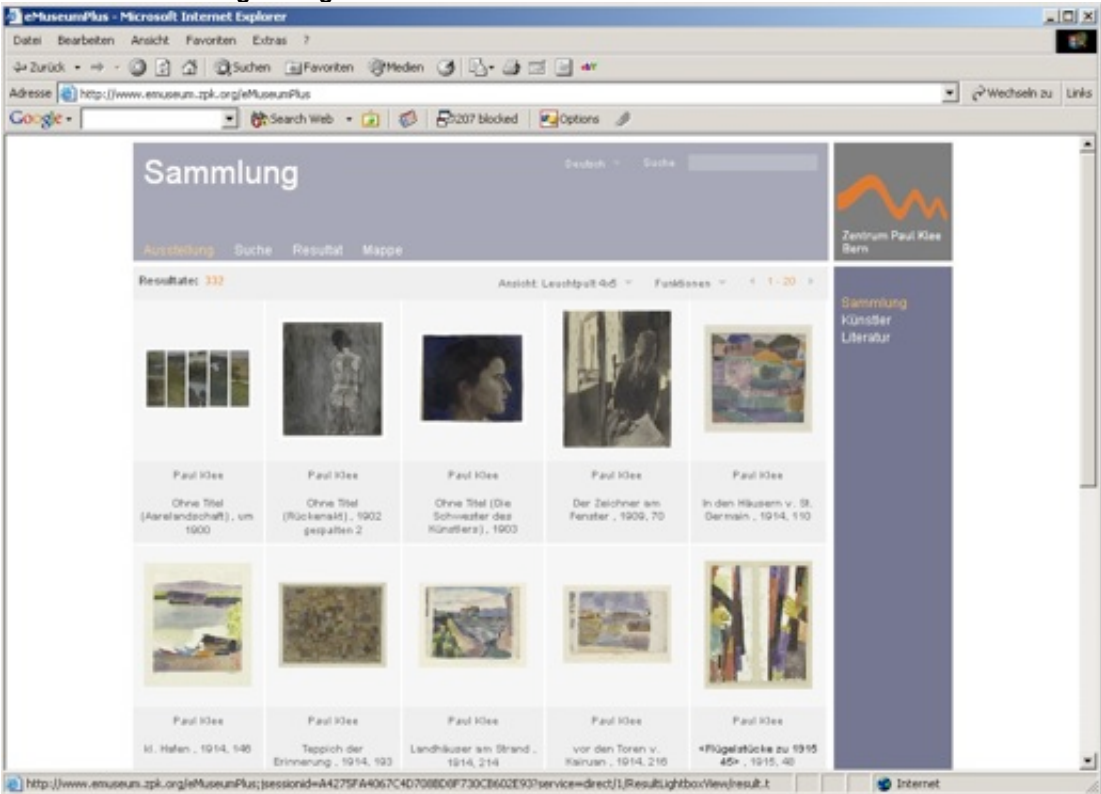 eMuseumPlus - Microsoft Internet Explorer
Datei Bearbeiten Ansicht Favoriten Extras ?
Zurück Suchen Favoriten Medien
Adresse http://www.emuseum.zpk.org/eMuseumPlus Wechseln zu Links
Google Search Web 207 blocked Options
Sammlung
Deutsch Suche
Zentrum Paul Klee
Bern
Ausstellung Suche Resultat Mappe
Resultate: 332 Ansicht: Leuchtpult 4x5 Funktionen 1 - 20
Sammlung
Künstler
Literatur
Paul Klee Paul Klee Paul Klee Paul Klee Paul Klee
Ohne Titel Ohne Titel Ohne Titel (Die Der Zeichner am In den Häusern v. St.
(Aarelandschaft) , um (Rückenakt) , 1902 Schwester des Fenster , 1909, 70 Germain , 1914, 110
1900 gespalten 2 Künstlers) , 1903
Paul Klee Paul Klee Paul Klee Paul Klee Paul Klee
kl. Hafen , 1914, 146 Teppich der Landhäuser am Strand , vor den Toren v. «Flügelstücke zu 1915
Erinnerung , 1914, 193 1914, 214 Kairuan , 1914, 216 45» , 1915, 48
Internet